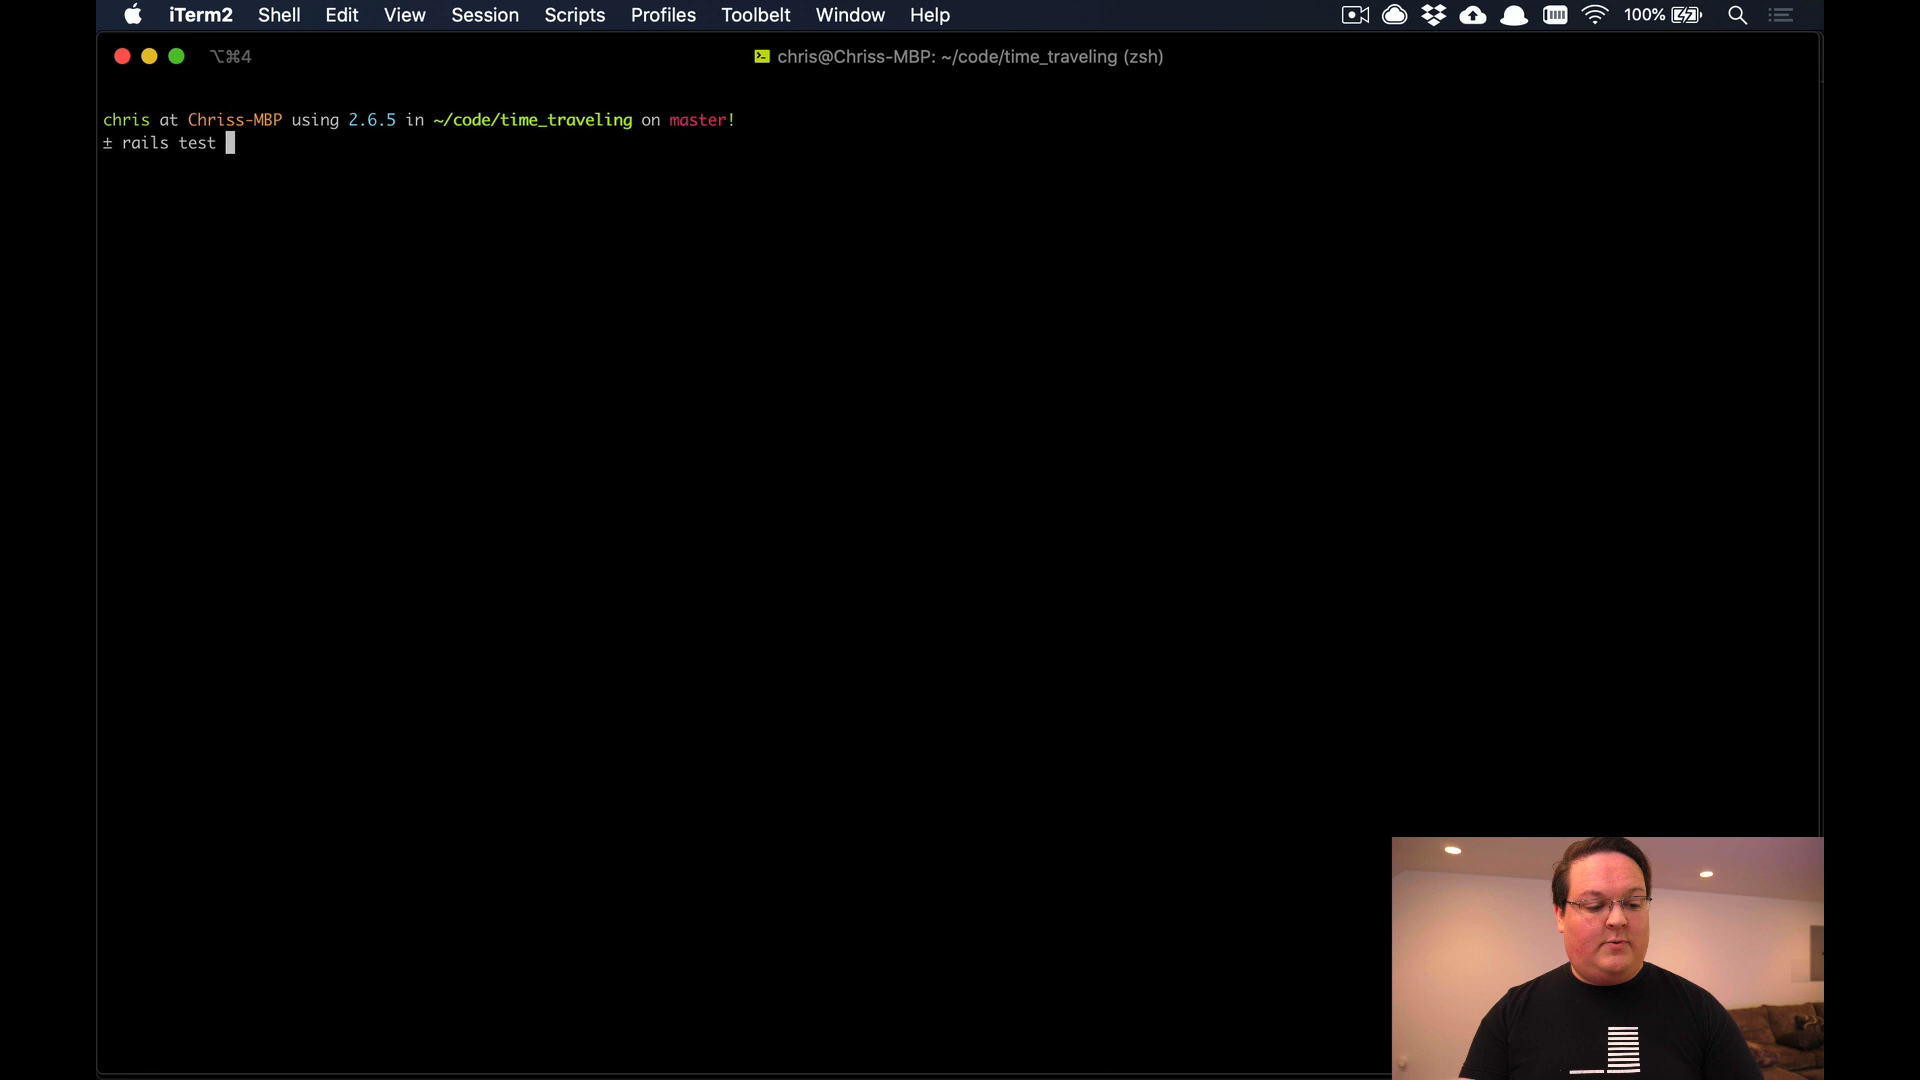 iTerm2 Shell Edit View Session Scripts Profiles Toolbelt Window Help 100%
⌥⌘4 chris@Chriss-MBP: ~/code/time_traveling (zsh)
chris at Chriss-MBP using 2.6.5 in ~/code/time_traveling on master!
± rails test